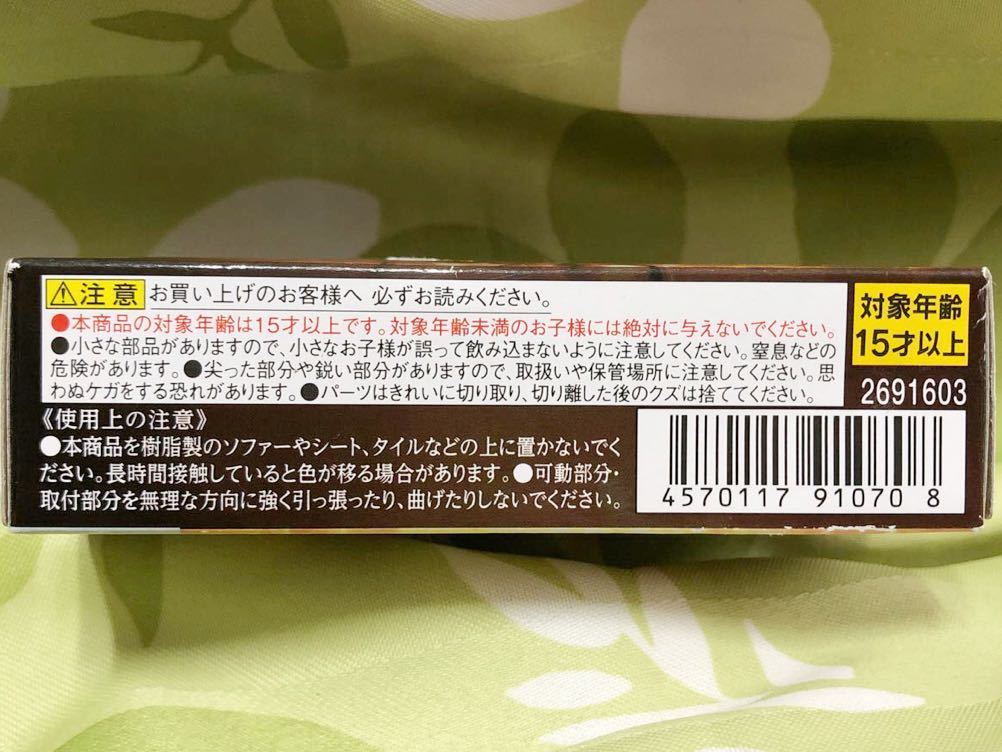 注意 お買い上げのお客様へ 必ずお読みください。
●本商品の対象年齢は15才以上です。対象年齢未満のお子様には絶対に与えないでください。
●小さな部品がありますので、小さなお子様が誤って飲み込まないように注意してください。窒息などの
危険があります。●尖った部分や鋭い部分がありますので、取扱いや保管場所に注意してください。思
わぬケガをする恐れがあります。●パーツはきれいに切り取り、切り離した後のクズは捨ててください。
対象年齢
15才以上
2691603
《使用上の注意》
●本商品を樹脂製のソファーやシート、タイルなどの上に置かないでく
ださい。長時間接触していると色が移る場合があります。●可動部分・
取付部分を無理な方向に強く引っ張ったり、曲げたりしないでください。
4570117 910708